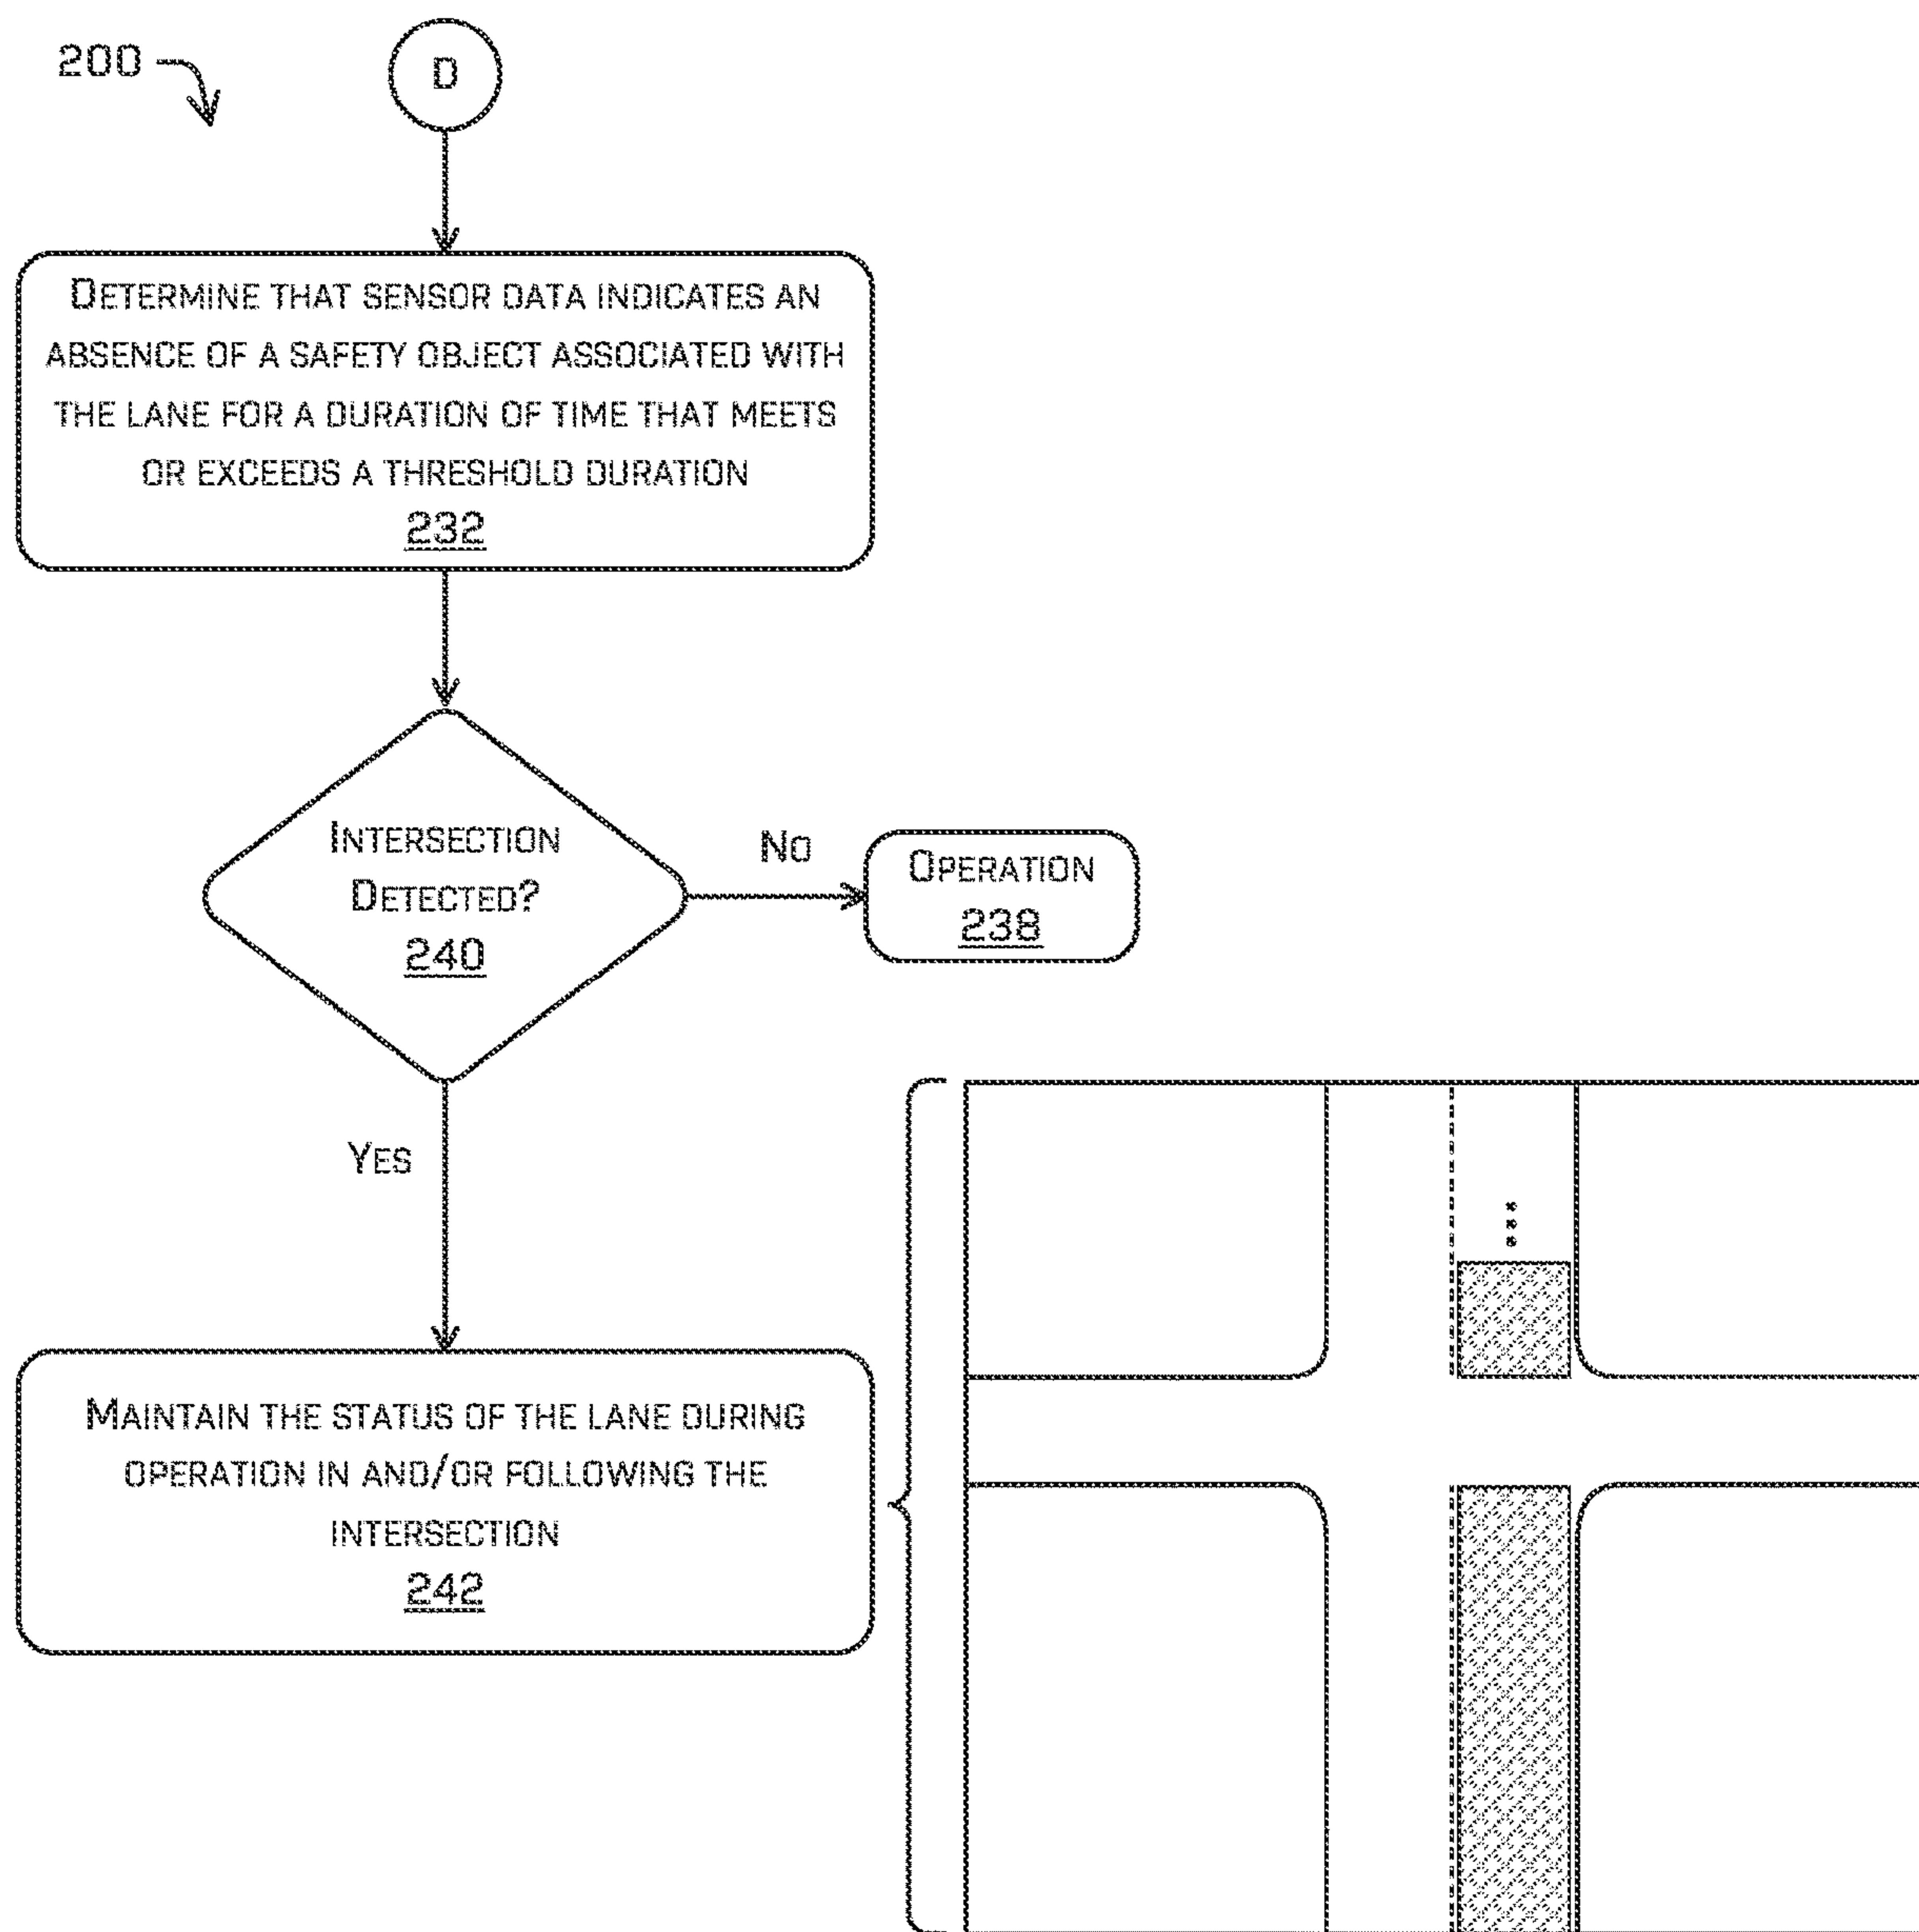 200
D
DETERMINE THAT SENSOR DATA INDICATES AN
ABSENCE OF A SAFETY OBJECT ASSOCIATED WITH
THE LANE FOR A DURATION OF TIME THAT MEETS
OR EXCEEDS A THRESHOLD DURATION
232
INTERSECTION
DETECTED?
240
NO
OPERATION
238
YES
MAINTAIN THE STATUS OF THE LANE DURING
OPERATION IN AND/OR FOLLOWING THE
INTERSECTION
242